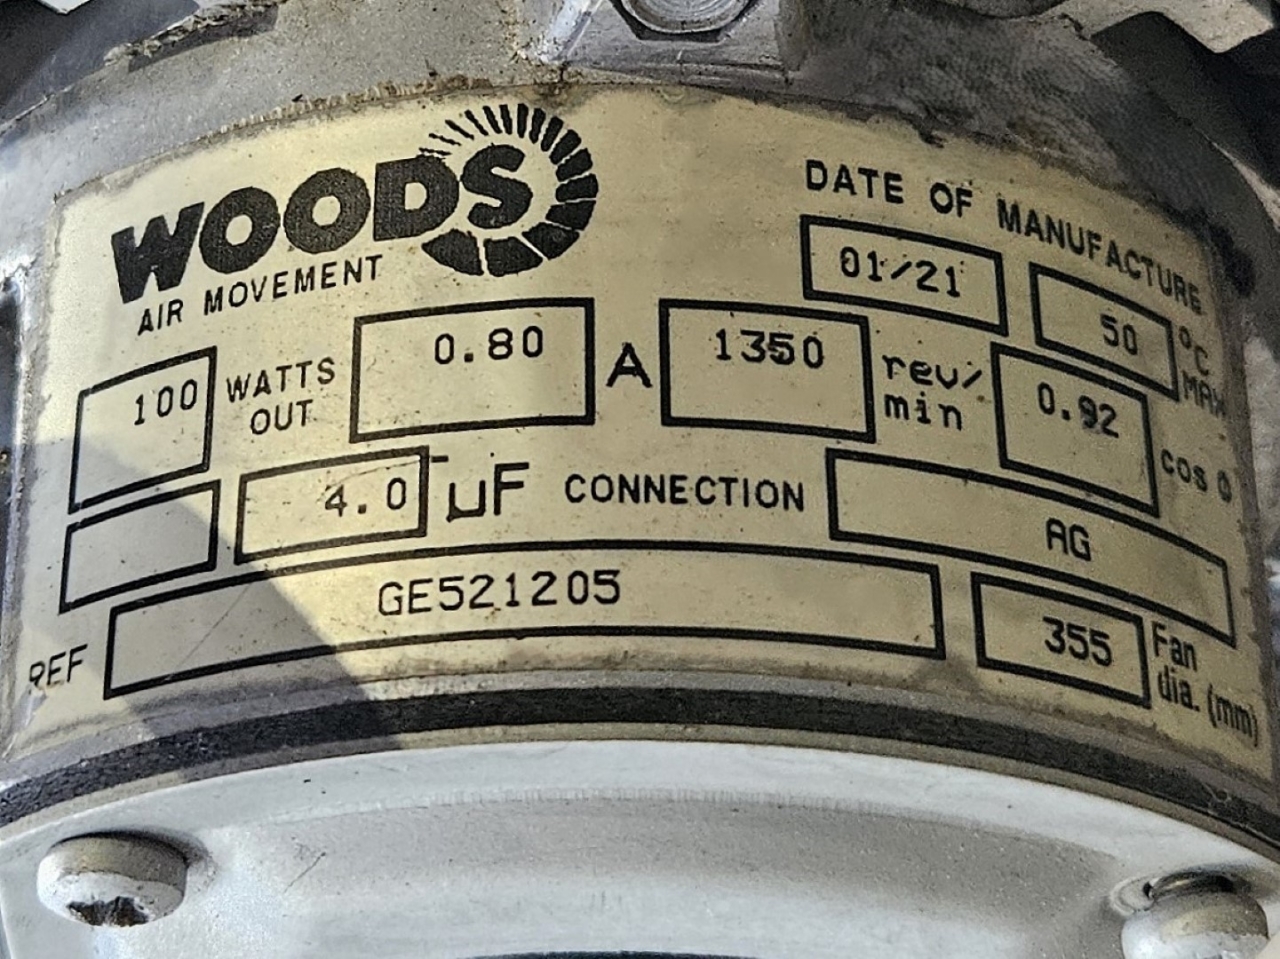 WOODS
AIR MOVEMENT
DATE OF MANUFACTURE
01/21
50 °C MAX
100 WATTS OUT
0.80 A
1350 rev/min
0.92 cos Ø
4.0 µF
CONNECTION AG
REF GE521205
355 Fan dia. (mm)